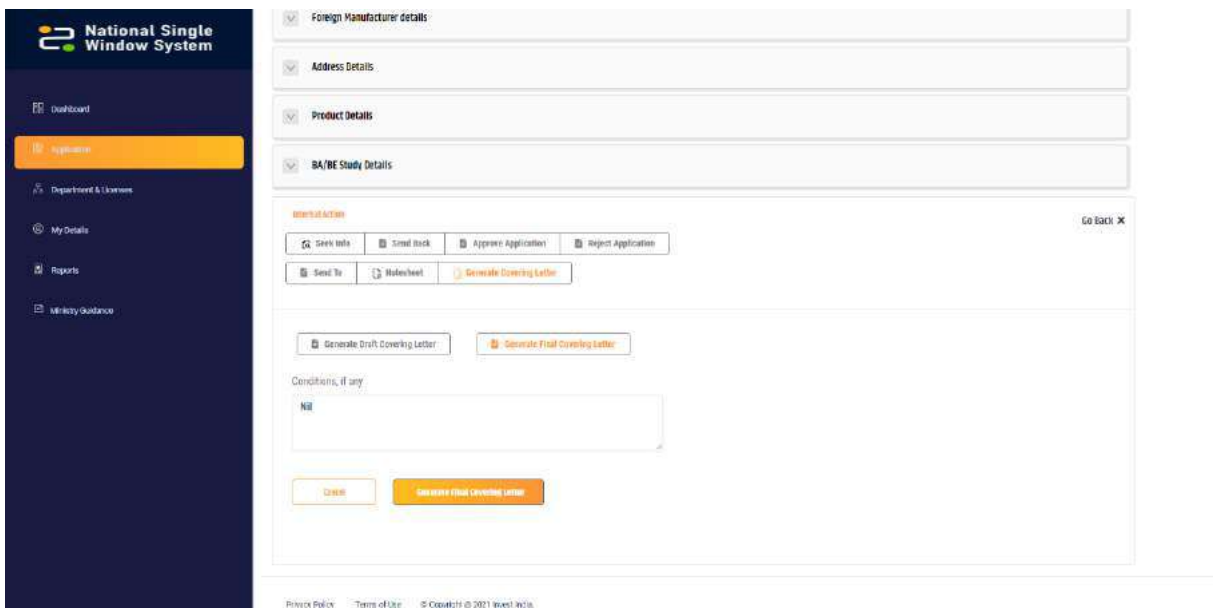 National Single
Window System
Foreign Manufacturer details
Address Details
Dashboard
Product Details
Application
BA/BE Study Details
Department & Licenses
Internal Action
Go Back X
My Details
Seek Info
Send Back
Approve Application
Reject Application
Reports
Send To
Notesheet
Generate Covering Letter
Ministry Guidance
Generate Draft Covering Letter
Generate Final Covering Letter
Conditions, if any
Nil
Cancel
Generate Final Covering Letter
Privacy Policy
Terms of Use
© Copyright @ 2021 Invest India.